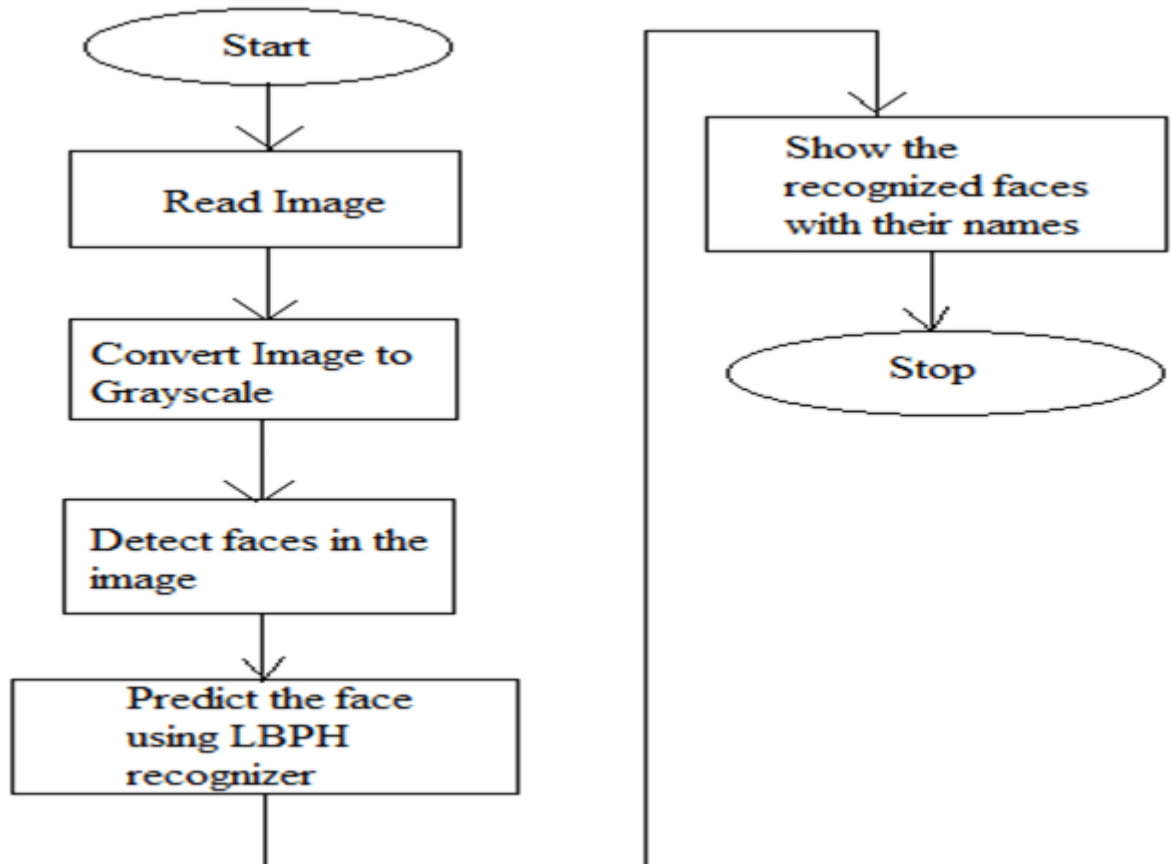 Start
Read Image
Convert Image to
Grayscale
Detect faces in the
image
Predict the face
using LBPH
recognizer
Show the
recognized faces
with their names
Stop